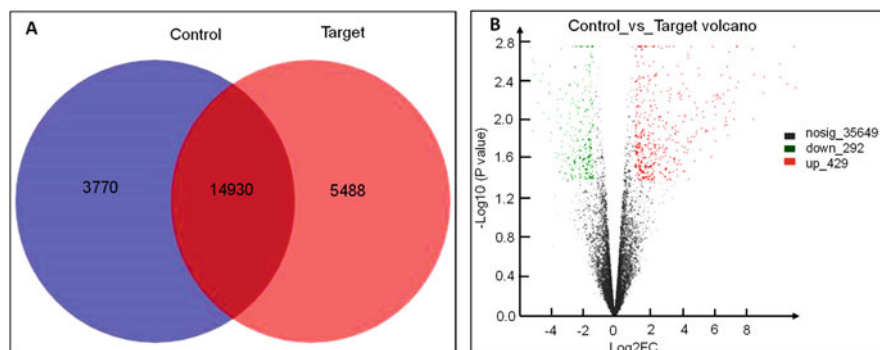 A
Control
Target
3770
14930
5488
B
Control_vs_Target volcano
2.8
2.4
2.0
1.6
1.2
0.8
0.4
0.0
-Log10 (P value)
-4
-2
0
2
4
6
8
Log2FC
nosig_35649
down_292
up_429